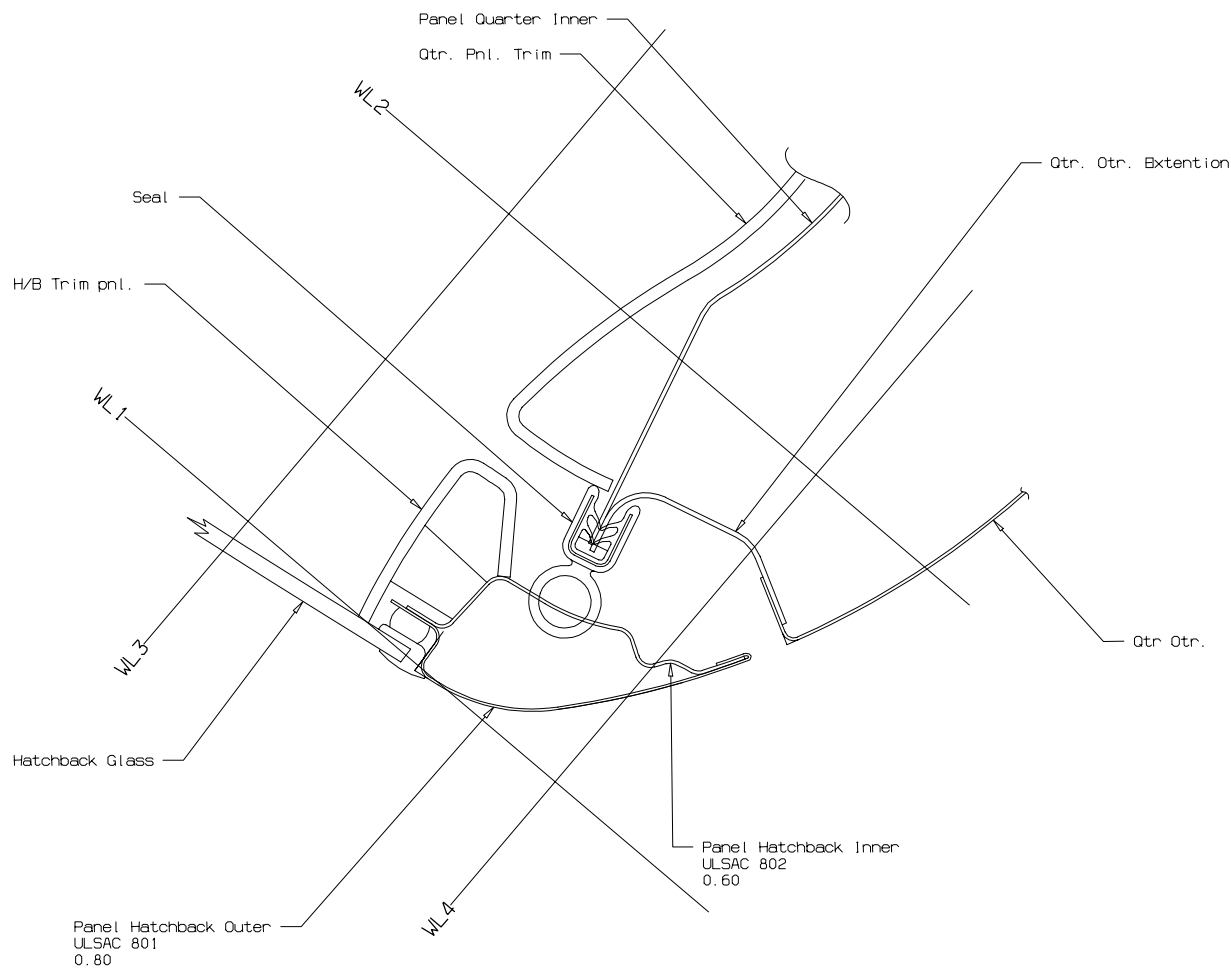 Panel Quarter Inner
Qtr. Pnl. Trim
WL2
Qtr. Otr. Extention
Seal
H/B Trim pnl.
WL1
WL3
Qtr Otr.
Hatchback Glass
Panel Hatchback Inner
ULSAC 802
0.60
WL4
Panel Hatchback Outer
ULSAC 801
0.80